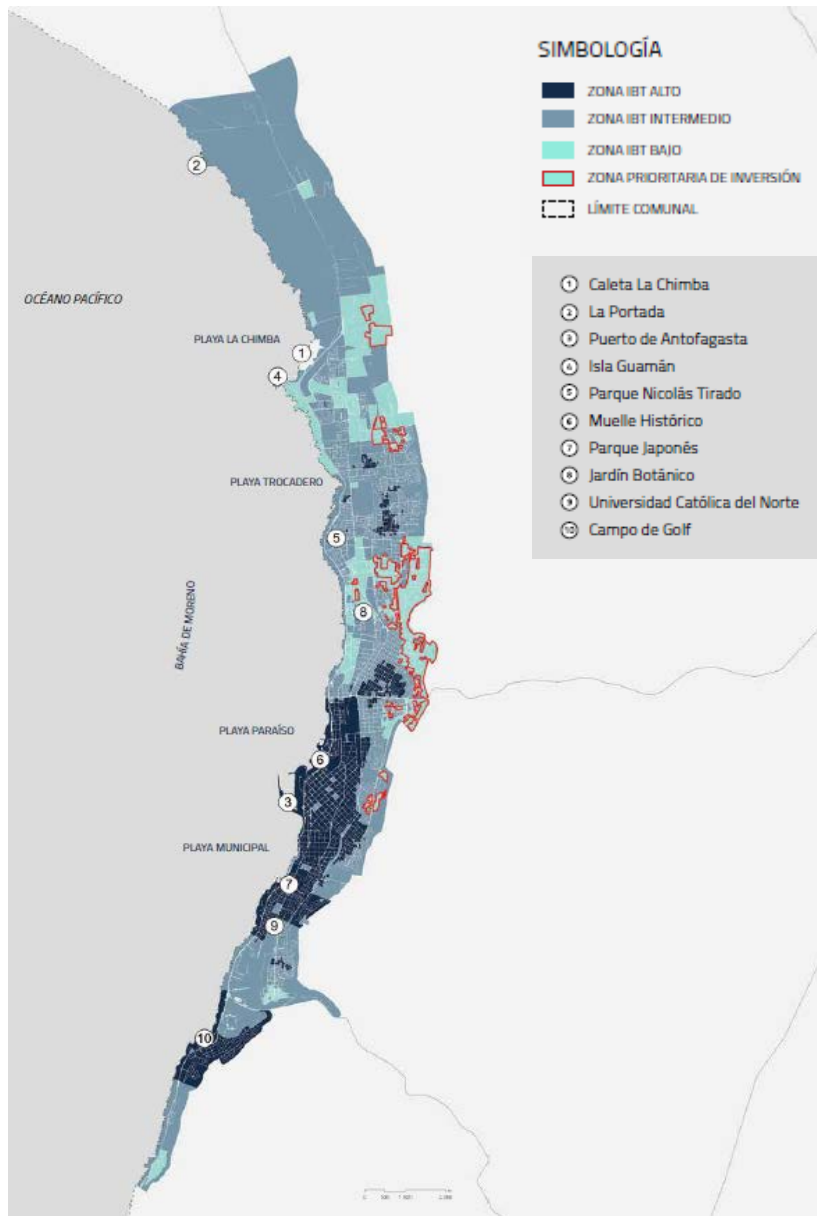 SIMBOLOGÍA
ZONA IBT ALTO
ZONA IBT INTERMEDIO
ZONA IBT BAJO
ZONA PRIORITARIA DE INVERSIÓN
LÍMITE COMUNAL
1 Caleta La Chimba
2 La Portada
3 Puerto de Antofagasta
4 Isla Guamán
5 Parque Nicolás Tirado
6 Muelle Histórico
7 Parque Japonés
8 Jardín Botánico
9 Universidad Católica del Norte
10 Campo de Golf
2
OCÉANO PACÍFICO
PLAYA LA CHIMBA
1
4
PLAYA TROCADERO
5
8
BAHÍA DE MORENO
PLAYA PARAÍSO
6
3
PLAYA MUNICIPAL
7
9
10